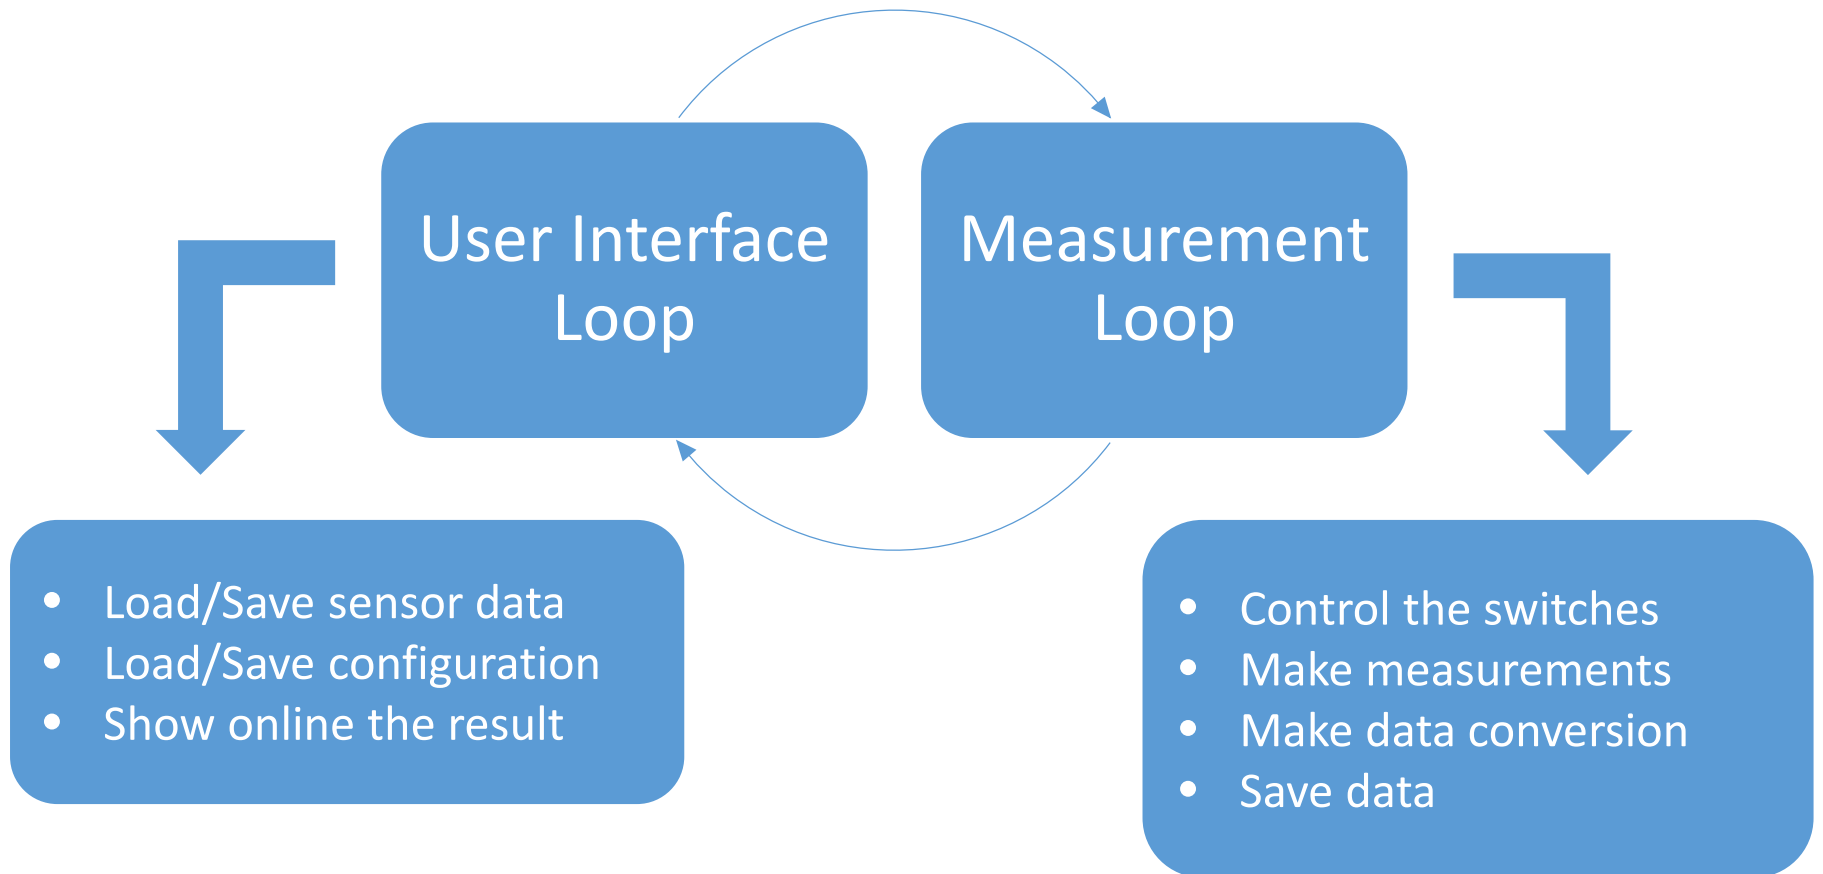 User Interface
Loop
Measurement
Loop
• Load/Save sensor data
• Load/Save configuration
• Show online the result
• Control the switches
• Make measurements
• Make data conversion
• Save data